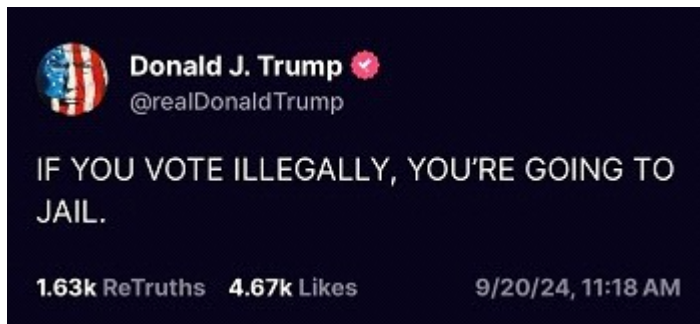 Donald J. Trump
@realDonaldTrump
IF YOU VOTE ILLEGALLY, YOU'RE GOING TO
JAIL.
1.63k ReTruths 4.67k Likes 9/20/24, 11:18 AM